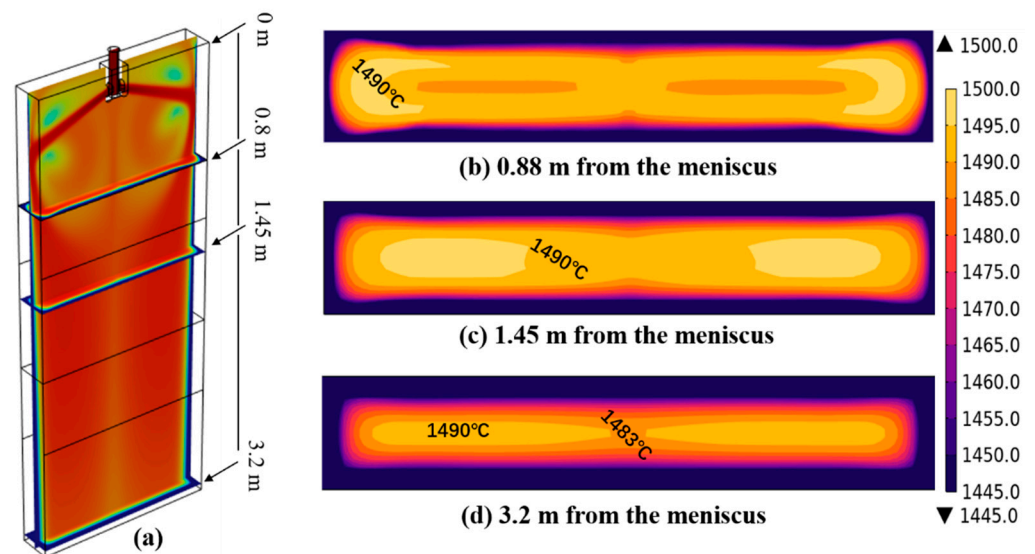 0 m
0.8 m
1.45 m
3.2 m
(a)
1490℃
(b) 0.88 m from the meniscus
1490℃
(c) 1.45 m from the meniscus
1490℃
1483℃
(d) 3.2 m from the meniscus
▲ 1500.0
1500.0
1495.0
1490.0
1485.0
1480.0
1475.0
1470.0
1465.0
1460.0
1455.0
1450.0
1445.0
▼ 1445.0